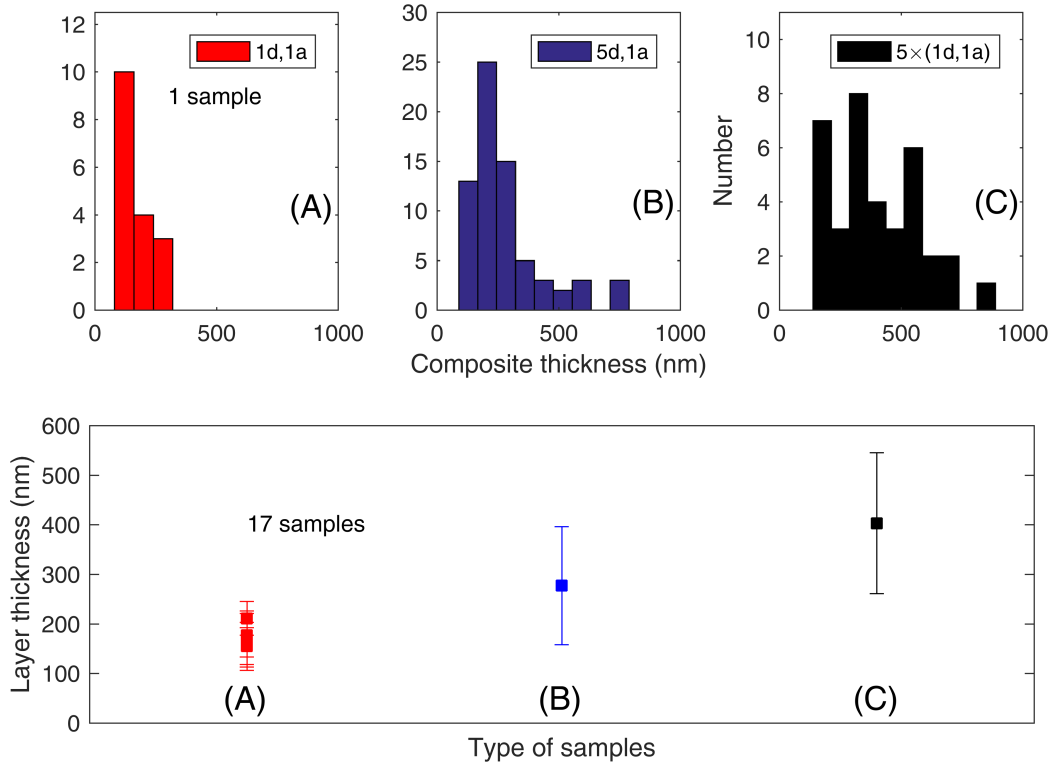 12
10
8
6
4
2
0
0
500
1000
1d,1a
1 sample
(A)
30
25
20
15
10
5
0
0
500
1000
5d,1a
(B)
Composite thickness (nm)
Number
10
8
6
4
2
0
0
500
1000
5×(1d,1a)
(C)
Layer thickness (nm)
600
500
400
300
200
100
0
17 samples
(A)
(B)
(C)
Type of samples